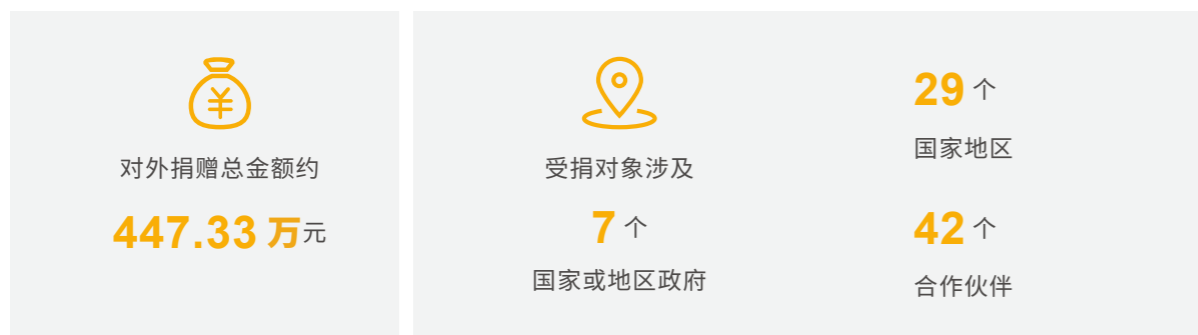 对外捐赠总金额约
447.33 万元
受捐对象涉及
7 个
国家或地区政府
29 个
国家地区
42 个
合作伙伴